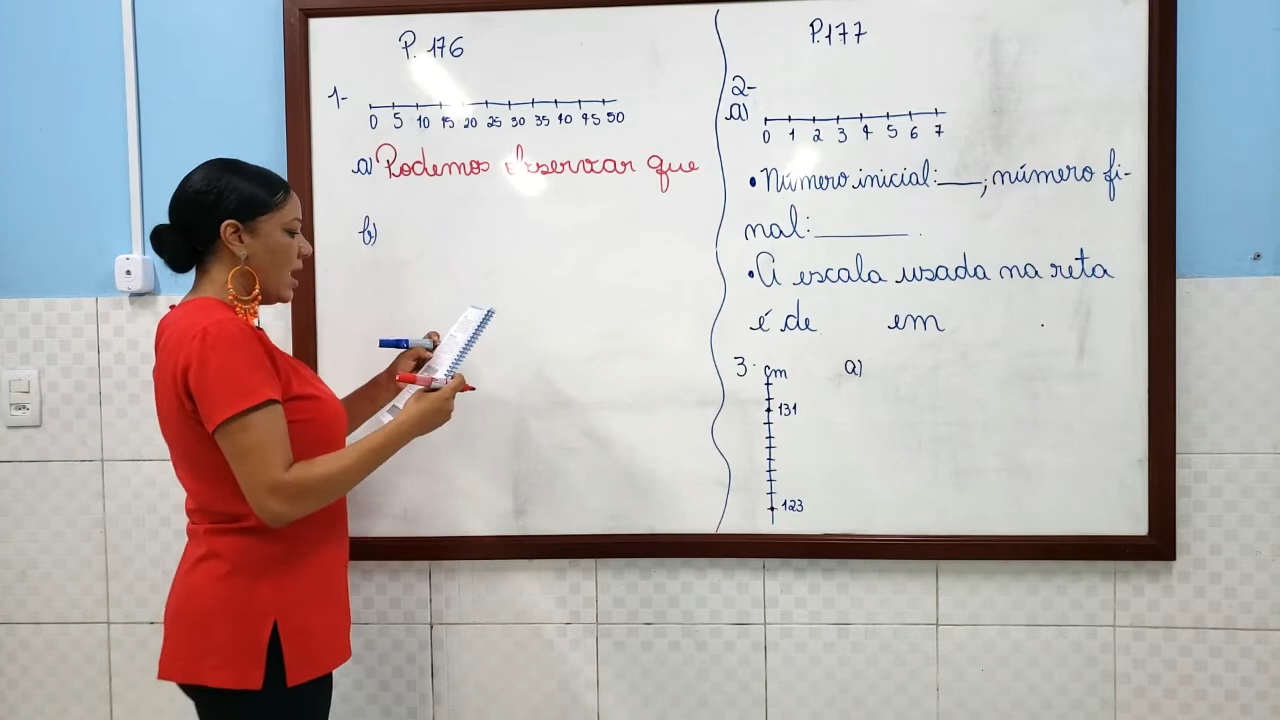 P. 176
1-
0 5 10 15 20 25 30 35 40 45 50
a) Podemos observar que
b)
P.177
2-
a)
0 1 2 3 4 5 6 7
• Número inicial: ____; número fi-
nal: ________.
• A escala usada na reta
é de em .
3. cm a)
131
123